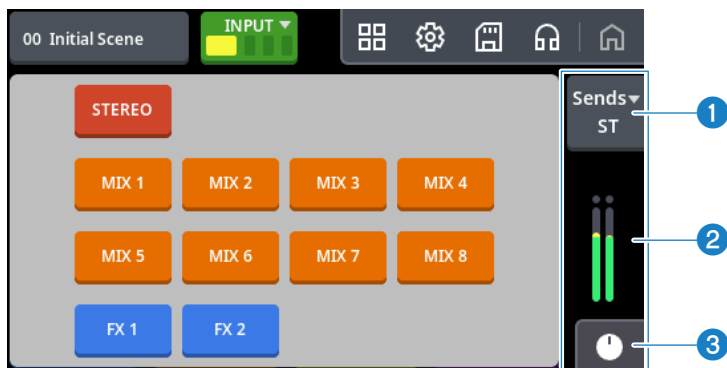 00 Initial Scene
INPUT
Sends
ST
1
STEREO
MIX 1 MIX 2 MIX 3 MIX 4
2
MIX 5 MIX 6 MIX 7 MIX 8
FX 1 FX 2
3